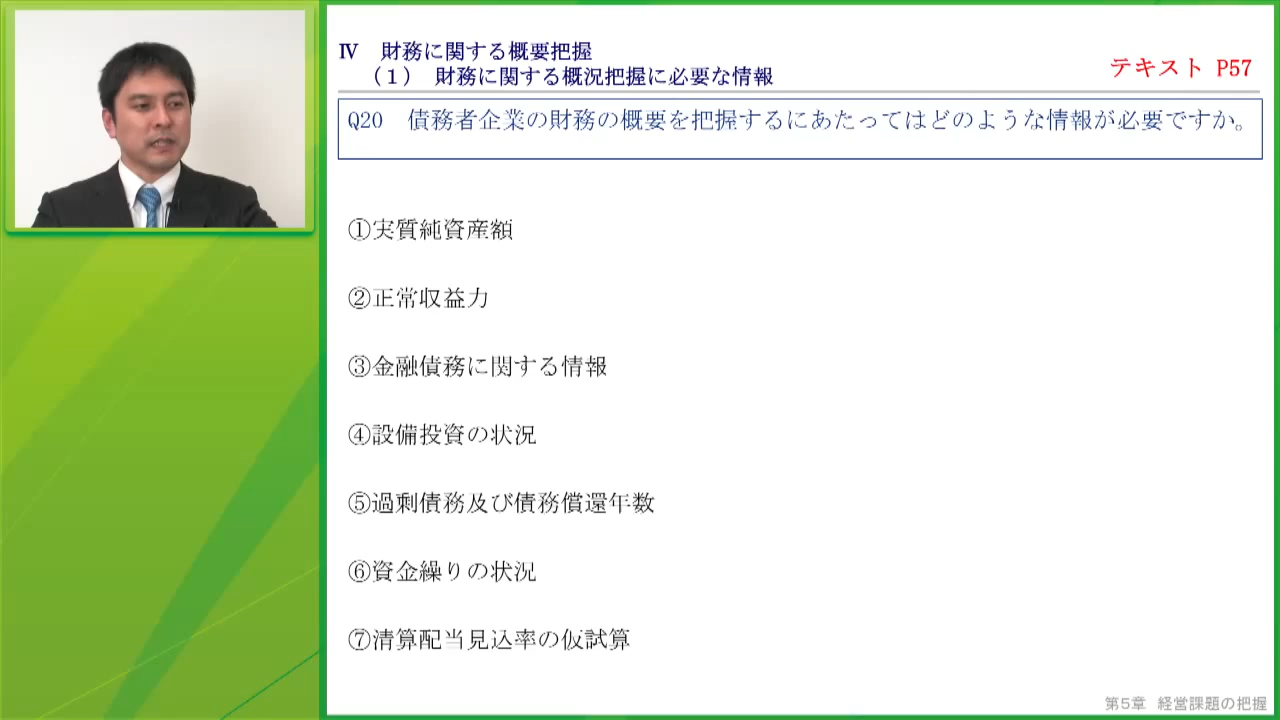 Ⅳ　財務に関する概要把握
（１）　財務に関する概況把握に必要な情報
テキスト P57
Q20　債務者企業の財務の概要を把握するにあたってはどのような情報が必要ですか。
①実質純資産額
②正常収益力
③金融債務に関する情報
④設備投資の状況
⑤過剰債務及び債務償還年数
⑥資金繰りの状況
⑦清算配当見込率の仮試算
第5章　経営課題の把握